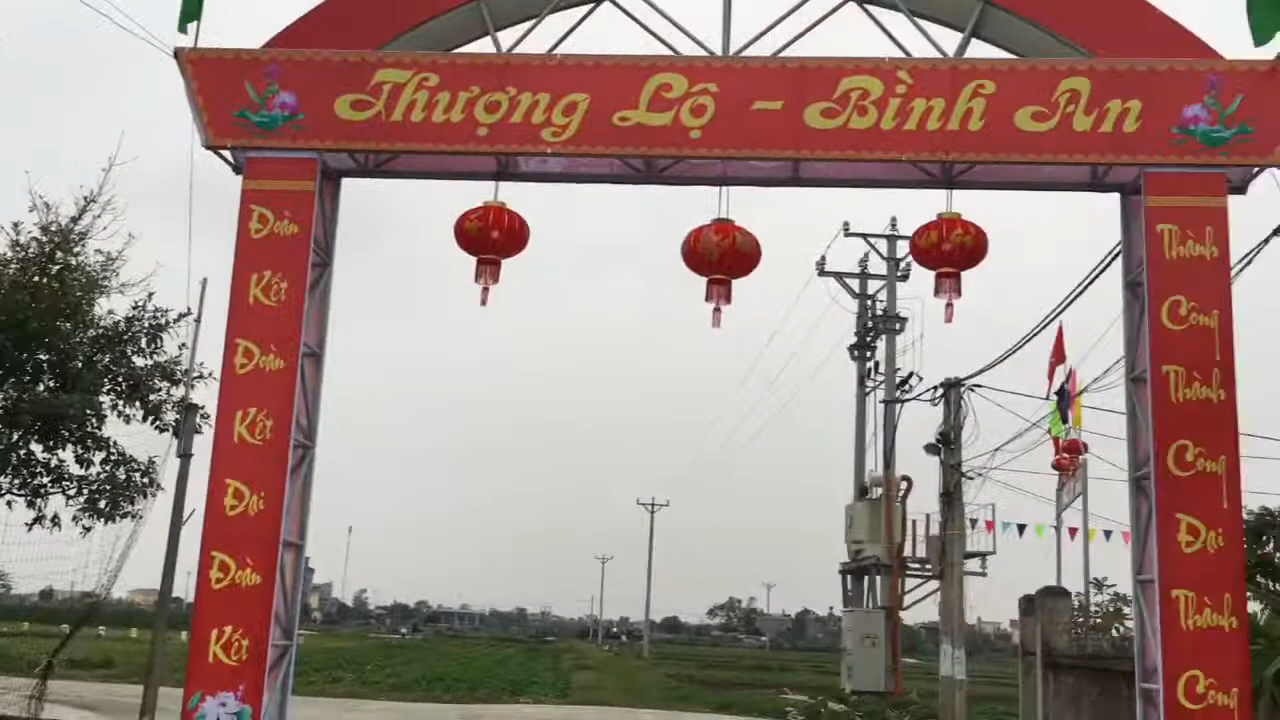 Thượng Lộ - Bình An
Đoàn
Kết
Đoàn
Kết
Đại
Đoàn
Kết
Thành
Công
Thành
Công
Đại
Thành
Công